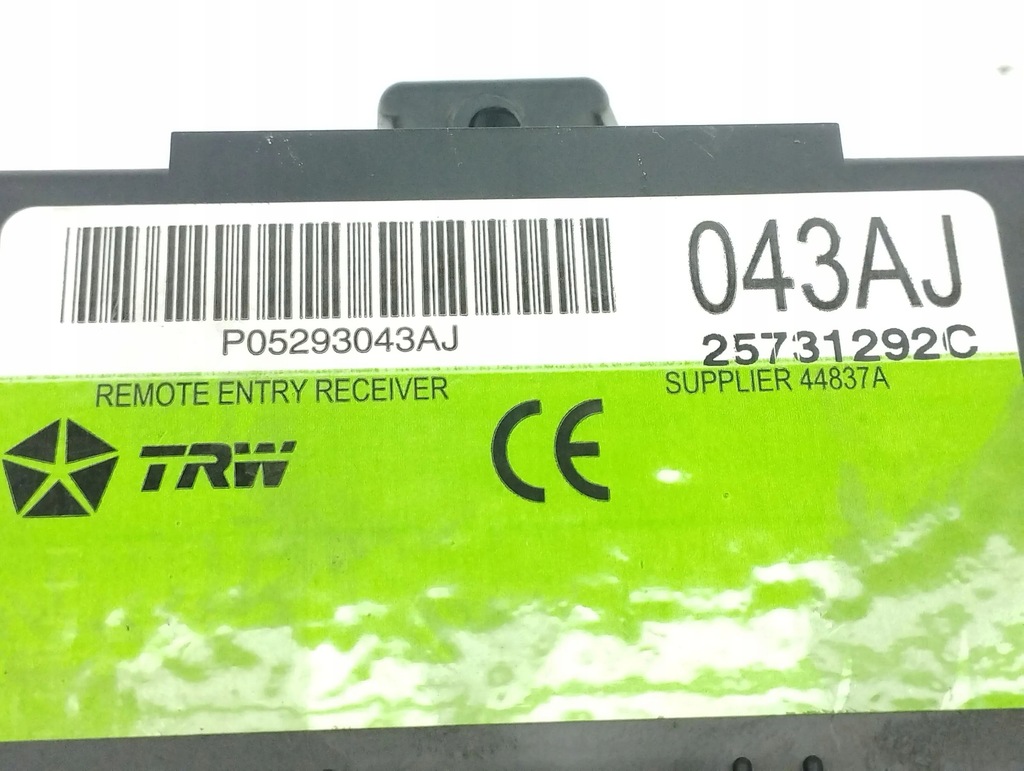 043AJ
P05293043AJ
25731292C
REMOTE ENTRY RECEIVER
SUPPLIER 44837A
TRW
CE